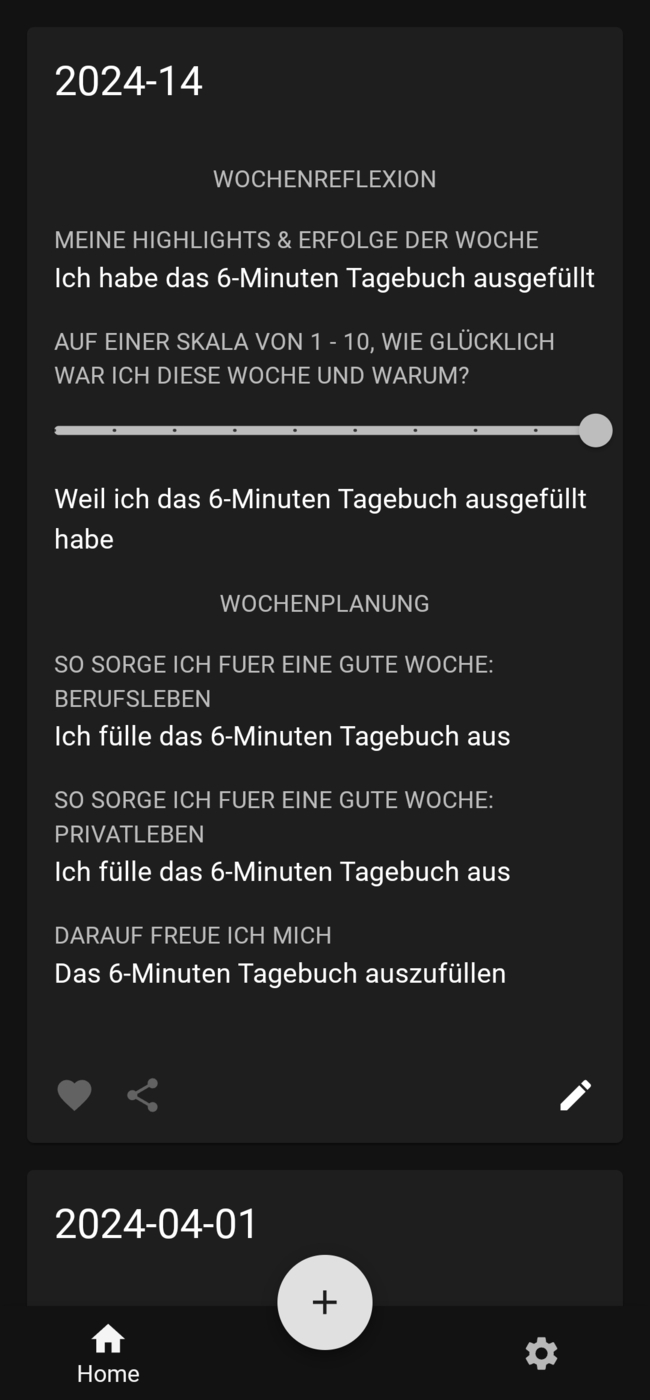 2024-14
WOCHENREFLEXION
MEINE HIGHLIGHTS & ERFOLGE DER WOCHE
Ich habe das 6-Minuten Tagebuch ausgefüllt
AUF EINER SKALA VON 1 - 10, WIE GLÜCKLICH
WAR ICH DIESE WOCHE UND WARUM?
Weil ich das 6-Minuten Tagebuch ausgefüllt
habe
WOCHENPLANUNG
SO SORGE ICH FUER EINE GUTE WOCHE:
BERUFSLEBEN
Ich fülle das 6-Minuten Tagebuch aus
SO SORGE ICH FUER EINE GUTE WOCHE:
PRIVATLEBEN
Ich fülle das 6-Minuten Tagebuch aus
DARAUF FREUE ICH MICH
Das 6-Minuten Tagebuch auszufüllen
2024-04-01
Home